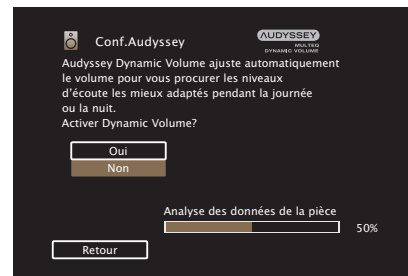 Conf.Audyssey
AUDYSSEY
MULTEQ
DYNAMIC VOLUME
Audyssey Dynamic Volume ajuste automatiquement
le volume pour vous procurer les niveaux
d'écoute les mieux adaptés pendant la journée
ou la nuit.
Activer Dynamic Volume?
Oui
Non
Analyse des données de la pièce
50%
Retour